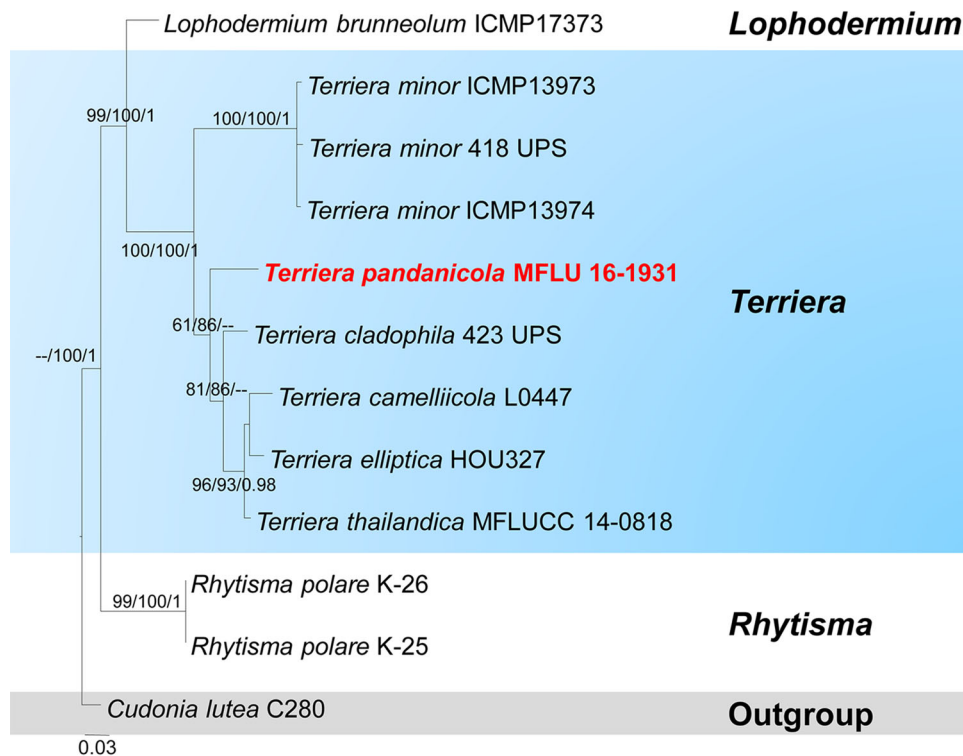 Lophodermium brunneolum ICMP17373
Lophodermium
Terriera minor ICMP13973
99/100/1
100/100/1
Terriera minor 418 UPS
Terriera minor ICMP13974
100/100/1
Terriera pandanicola MFLU 16-1931
Terriera
61/86/--
Terriera cladophila 423 UPS
--/100/1
81/86/--
Terriera camelliicola L0447
Terriera elliptica HOU327
96/93/0.98
Terriera thailandica MFLUCC 14-0818
Rhytisma polare K-26
99/100/1
Rhytisma
Rhytisma polare K-25
Cudonia lutea C280
Outgroup
0.03